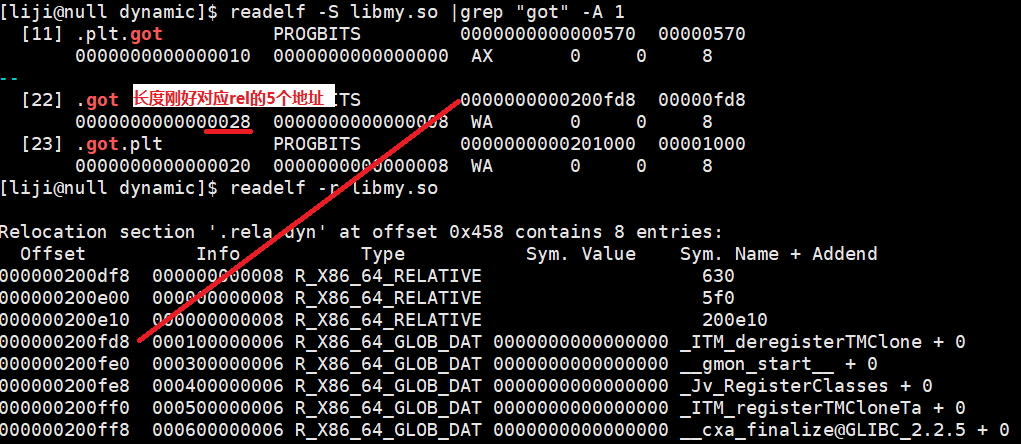 [liji@null dynamic]$ readelf -S libmy.so |grep "got" -A 1
  [11] .plt.got          PROGBITS         0000000000000570  00000570
       0000000000000010  0000000000000000  AX       0     0     8
--
  [22] .got 长度刚好对应rel的5个地址 BITS         0000000000200fd8  00000fd8
       0000000000000028  0000000000000008  WA       0     0     8
  [23] .got.plt          PROGBITS         0000000000201000  00001000
       0000000000000020  0000000000000008  WA       0     0     8
[liji@null dynamic]$ readelf -r libmy.so
Relocation section '.rela.dyn' at offset 0x458 contains 8 entries:
  Offset          Info           Type           Sym. Value    Sym. Name + Addend
000000200df8  000000000008 R_X86_64_RELATIVE                    630
000000200e00  000000000008 R_X86_64_RELATIVE                    5f0
000000200e10  000000000008 R_X86_64_RELATIVE                    200e10
000000200fd8  000100000006 R_X86_64_GLOB_DAT 0000000000000000 _ITM_deregisterTMClone + 0
000000200fe0  000300000006 R_X86_64_GLOB_DAT 0000000000000000 __gmon_start__ + 0
000000200fe8  000400000006 R_X86_64_GLOB_DAT 0000000000000000 _Jv_RegisterClasses + 0
000000200ff0  000500000006 R_X86_64_GLOB_DAT 0000000000000000 _ITM_registerTMCloneTa + 0
000000200ff8  000600000006 R_X86_64_GLOB_DAT 0000000000000000 __cxa_finalize@GLIBC_2.2.5 + 0